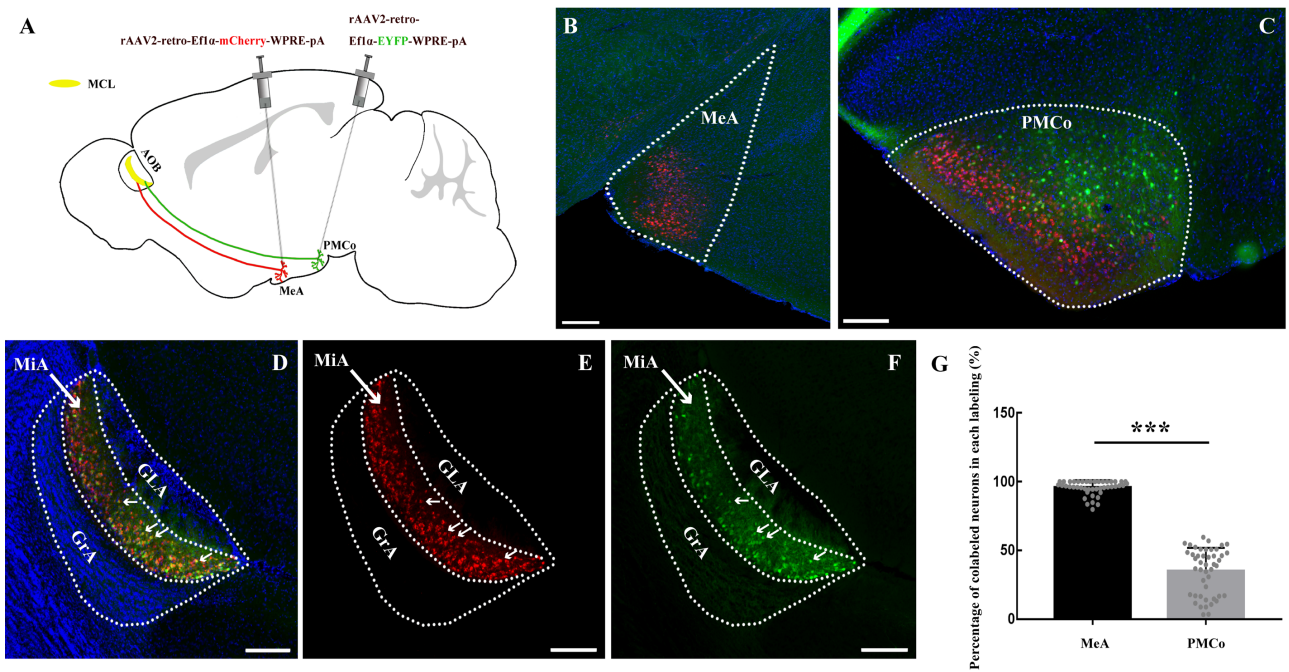 A
rAAV2-retro-Ef1α-mCherry-WPRE-pA
rAAV2-retro-
Ef1α-EYFP-WPRE-pA
MCL
AOB
PMCo
MeA
B
MeA
C
PMCo
D
MiA
GLA
GrA
E
MiA
GLA
GrA
F
MiA
GLA
GrA
G
Percentage of colabeled neurons in each labeling (%)
150
100
50
0
***
MeA
PMCo